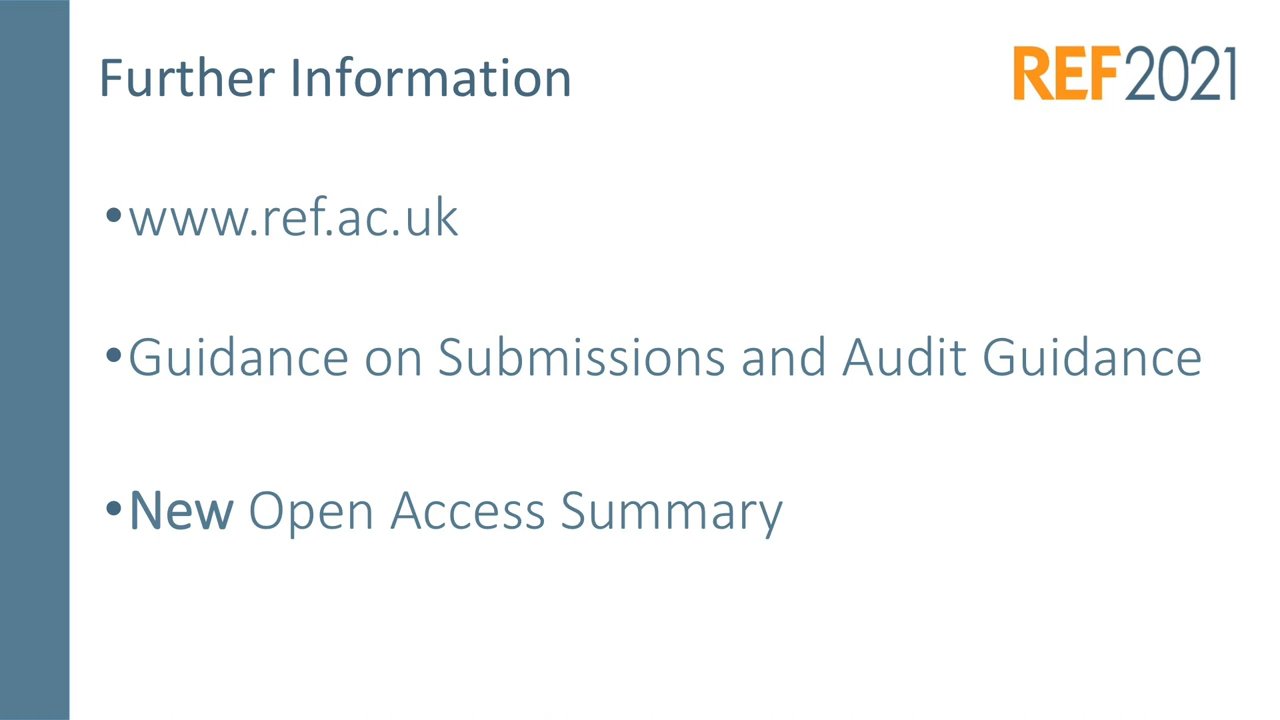 Further Information
REF2021
•www.ref.ac.uk
•Guidance on Submissions and Audit Guidance
•New Open Access Summary